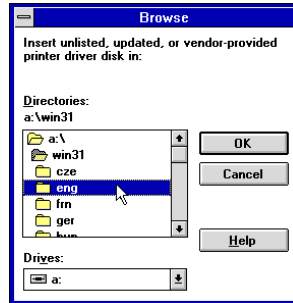 Browse
Insert unlisted, updated, or vendor-provided
printer driver disk in:
Directories:
a:\win31
a:\
win31
cze
eng
frn
ger
hun
OK
Cancel
Help
Drives:
a: